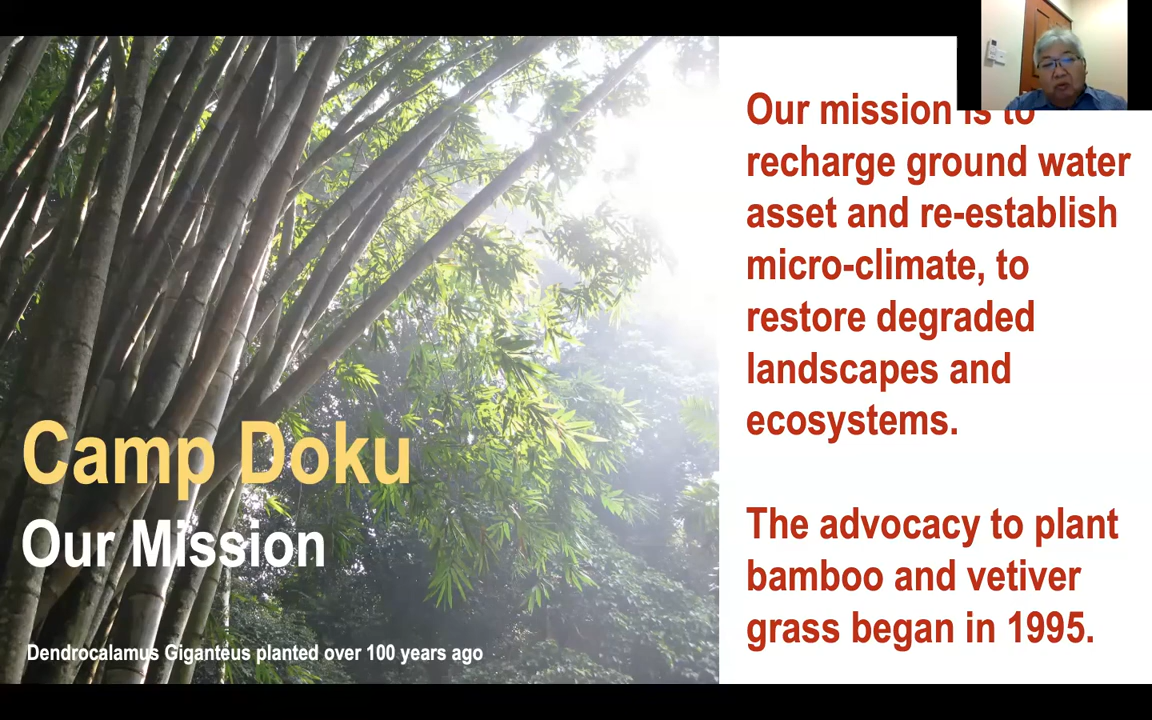 Camp Doku
Our Mission
Dendrocalamus Giganteus planted over 100 years ago
Our mission is to
recharge ground water
asset and re-establish
micro-climate, to
restore degraded
landscapes and
ecosystems.
The advocacy to plant
bamboo and vetiver
grass began in 1995.